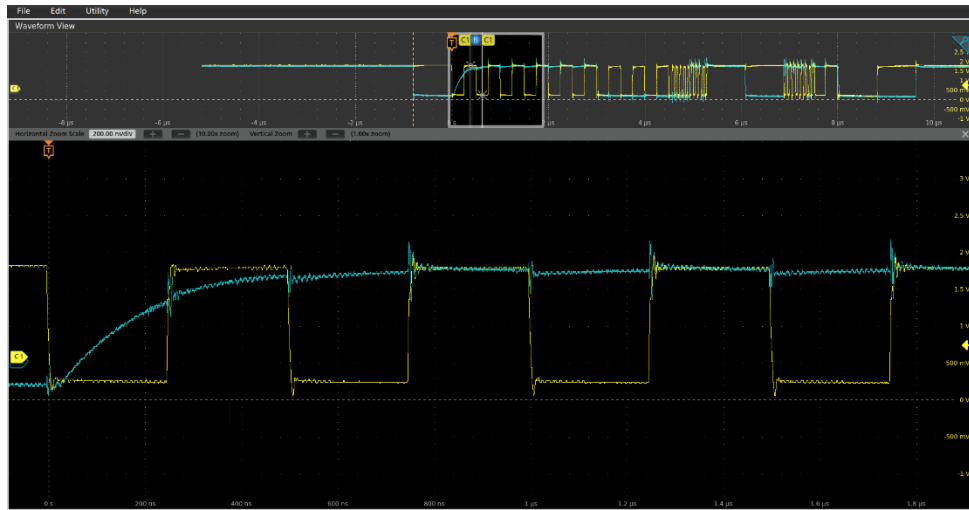 File Edit Utility Help
Waveform View
T C1 B C1
2.5
2 V
1.5 V
1 V
C1
500 mV
0 V
-500 mV
-1 V
-8 µs -6 µs -4 µs -2 µs s 2 µs 4 µs 6 µs 8 µs 10 µs
Horizontal Zoom Scale 200.00 ns/div + — (10.00x zoom) Vertical Zoom + — (1.00x zoom) X
T
3 V
2.5 V
2 V
1.5 V
1 V
C1
500 mV
0 V
-500 mV
-1 V
0 s 200 ns 400 ns 600 ns 800 ns 1 µs 1.2 µs 1.4 µs 1.6 µs 1.8 µs